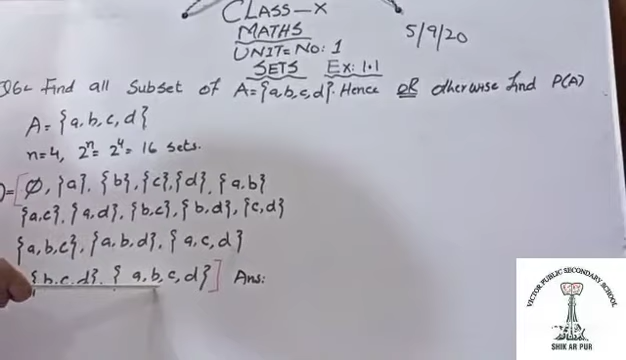 CLASS-X
MATHS
5/9/20
UNIT=NO: 1
SETS Ex: 1.1
Q6:- Find all Subset of A={a,b,c,d}. Hence OR otherwise find P(A)
A={a,b,c,d}
n=4, 2ⁿ= 2⁴= 16 sets.
)=[∅, {a}, {b}, {c}, {d}, {a,b}
{a,c}, {a,d}, {b,c}, {b,d}, {c,d}
{a,b,c}, {a,b,d}, {a,c,d}
{b,c,d}, {a,b,c,d}] Ans:
VICTOR PUBLIC SECONDARY SCHOOL
SHIKARPUR